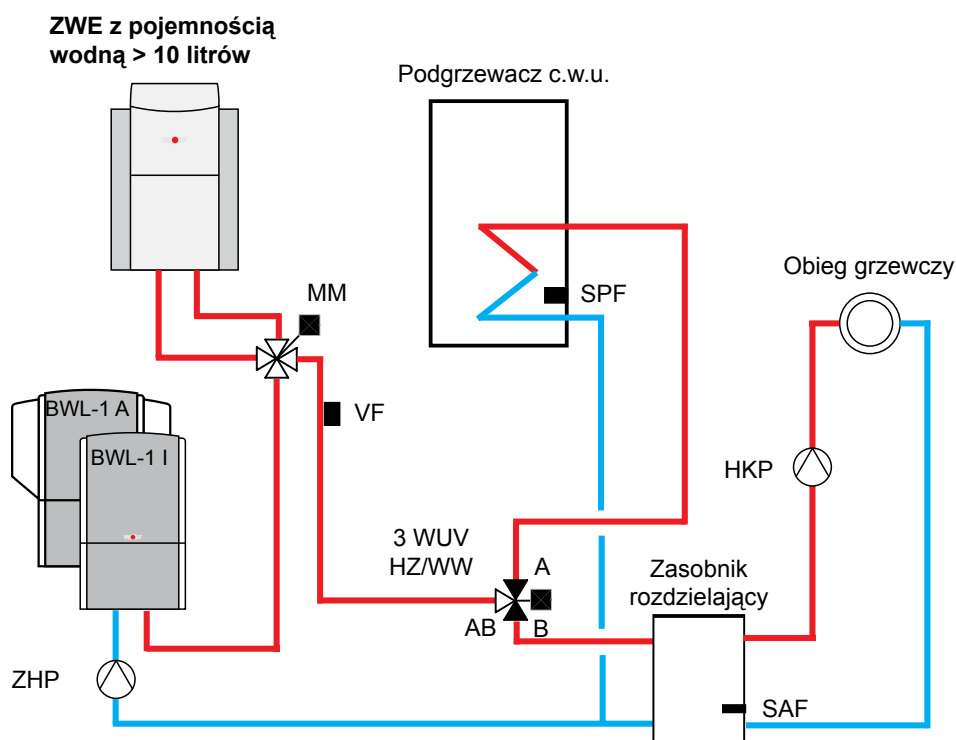 ZWE z pojemnością
wodną > 10 litrów
Podgrzewacz c.w.u.
MM
SPF
Obieg grzewczy
BWL-1 A
VF
BWL-1 I
HKP
3 WUV
HZ/WW
A
Zasobnik
rozdzielający
AB
B
ZHP
SAF